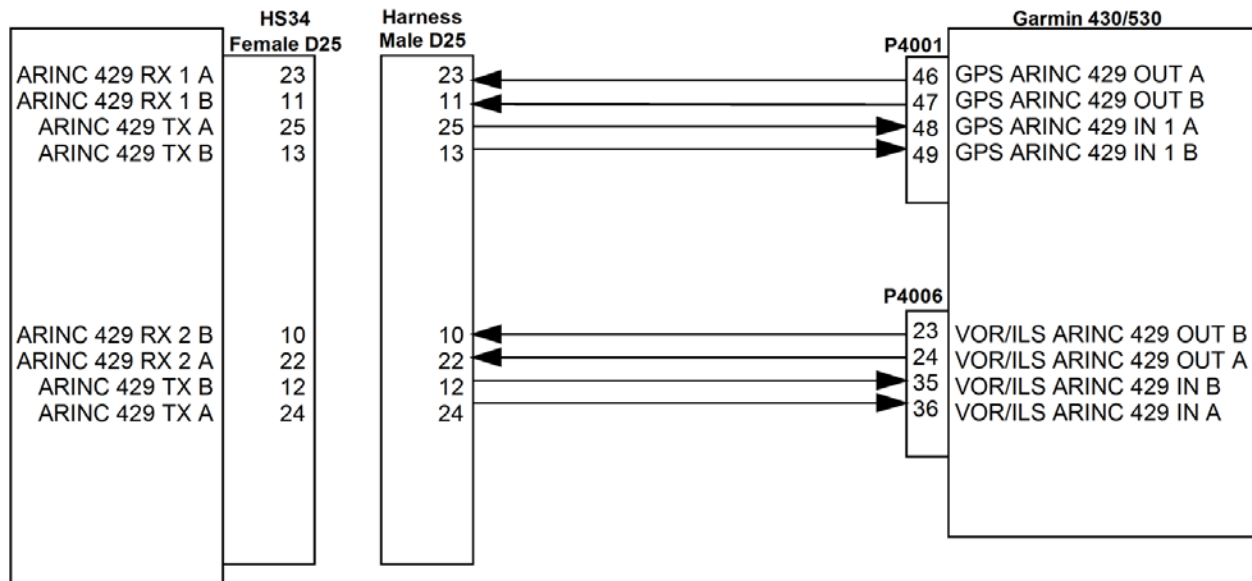 HS34
Female D25
Harness
Male D25
Garmin 430/530
P4001
ARINC 429 RX 1 A 23 23 46 GPS ARINC 429 OUT A
ARINC 429 RX 1 B 11 11 47 GPS ARINC 429 OUT B
ARINC 429 TX A 25 25 48 GPS ARINC 429 IN 1 A
ARINC 429 TX B 13 13 49 GPS ARINC 429 IN 1 B
P4006
ARINC 429 RX 2 B 10 10 23 VOR/ILS ARINC 429 OUT B
ARINC 429 RX 2 A 22 22 24 VOR/ILS ARINC 429 OUT A
ARINC 429 TX B 12 12 35 VOR/ILS ARINC 429 IN B
ARINC 429 TX A 24 24 36 VOR/ILS ARINC 429 IN A